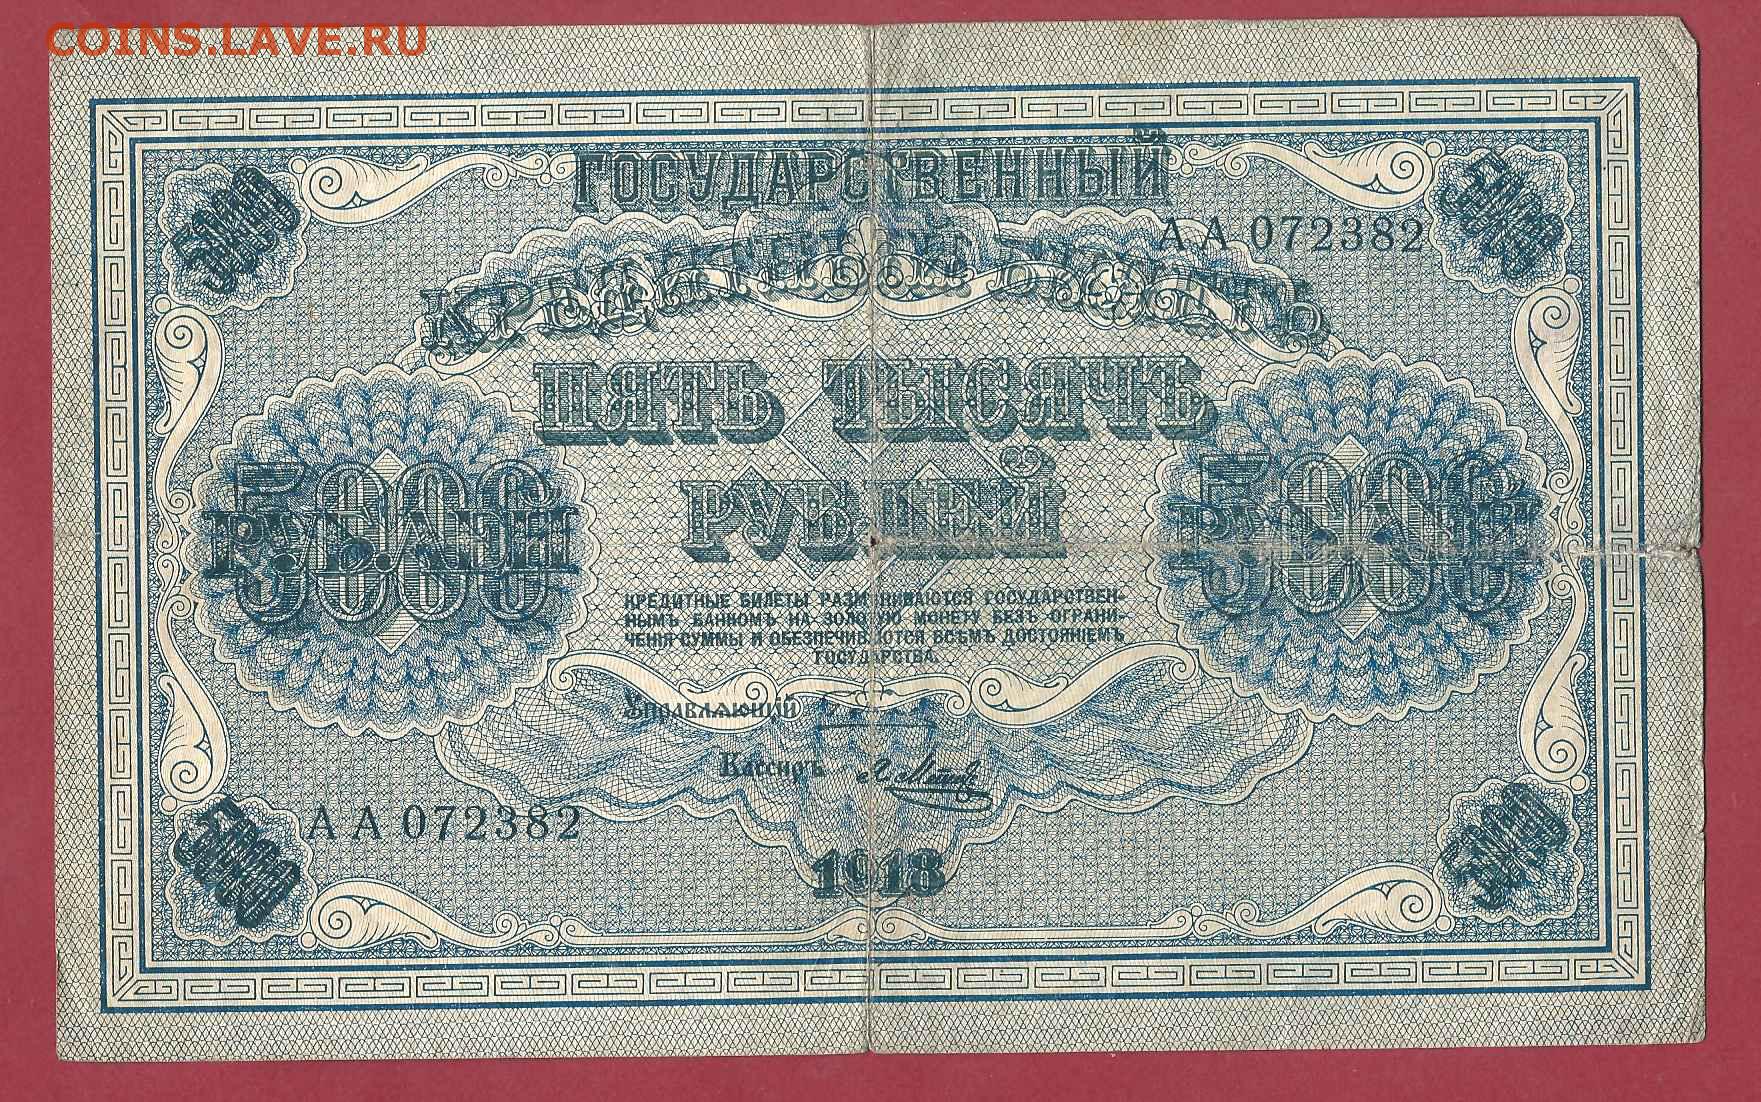 COINS.LAVE.RU
5000
5000
ГОСУДАРСТВЕННЫЙ
АА 072382
КРЕДИТНЫЙ БИЛЕТЪ
ПЯТЬ ТЫСЯЧЪ
РУБЛЕЙ
5000
РУБЛЕЙ
5000
РУБЛЕЙ
КРЕДИТНЫЕ БИЛЕТЫ РАЗМѢНИВАЮТСЯ ГОСУДАРСТВЕН-
НЫМЪ БАНКОМЪ НА ЗОЛОТУЮ МОНЕТУ БЕЗЪ ОГРАНИ-
ЧЕНІЯ СУММЫ И ОБЕЗПЕЧИВАЮТСЯ ВСѢМЪ ДОСТОЯНІЕМЪ
ГОСУДАРСТВА.
Управляющій
Кассиръ
АА 072382
1918
5000
5000